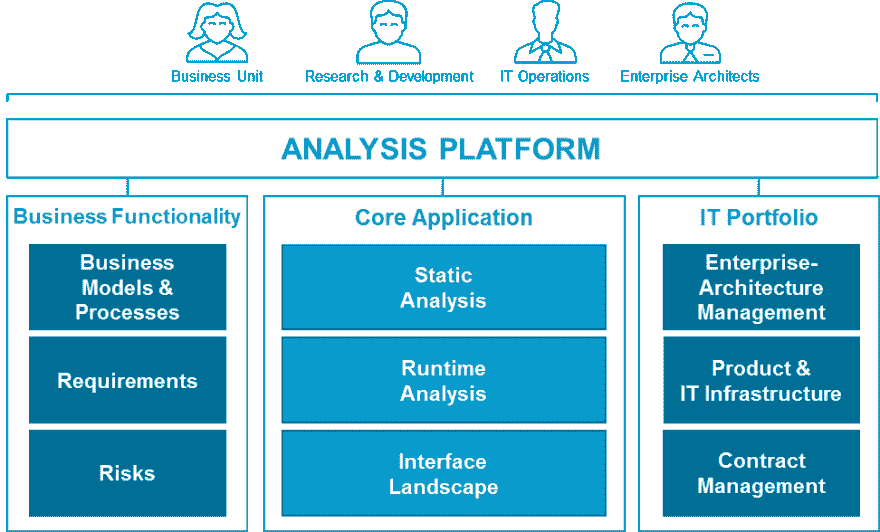 Business Unit
Research & Development
IT Operations
Enterprise Architects
ANALYSIS PLATFORM
Business Functionality
Business
Models &
Processes
Requirements
Risks
Core Application
Static
Analysis
Runtime
Analysis
Interface
Landscape
IT Portfolio
Enterprise-
Architecture
Management
Product &
IT Infrastructure
Contract
Management